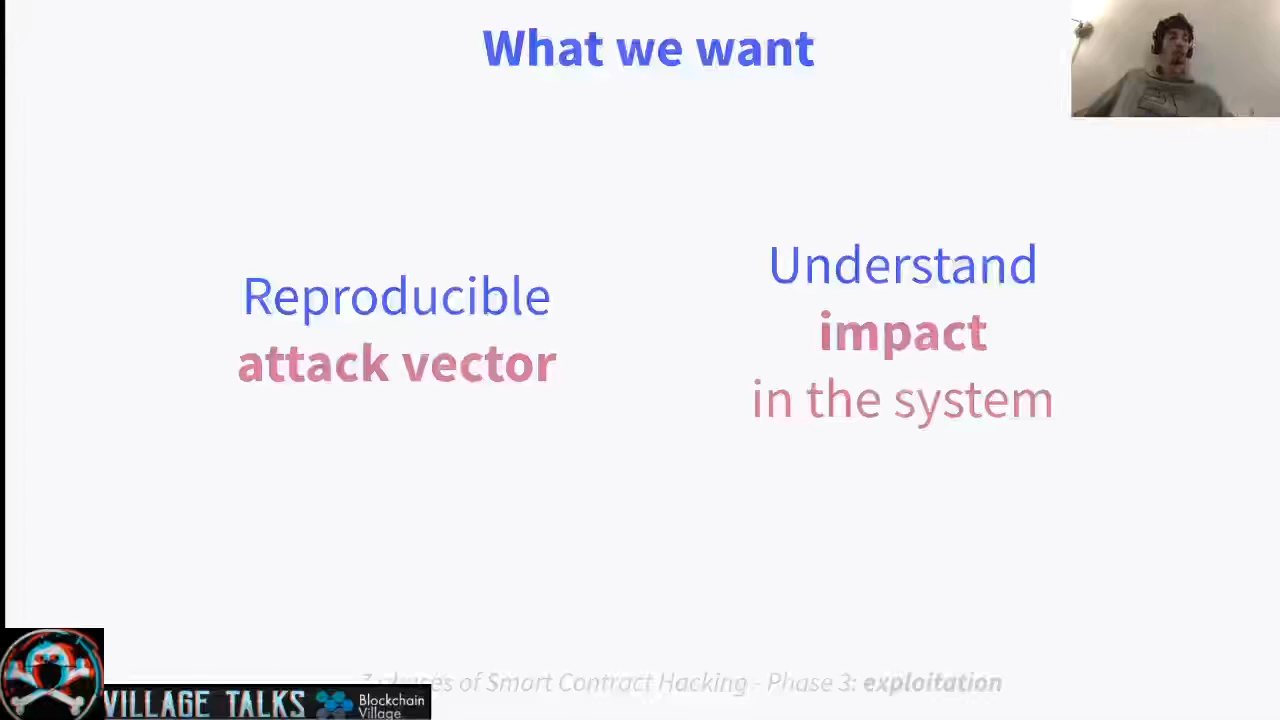 What we want
Reproducible
attack vector
Understand
impact
in the system
of Smart Contract Hacking - Phase 3: exploitation
VILLAGE TALKS
Blockchain
Village